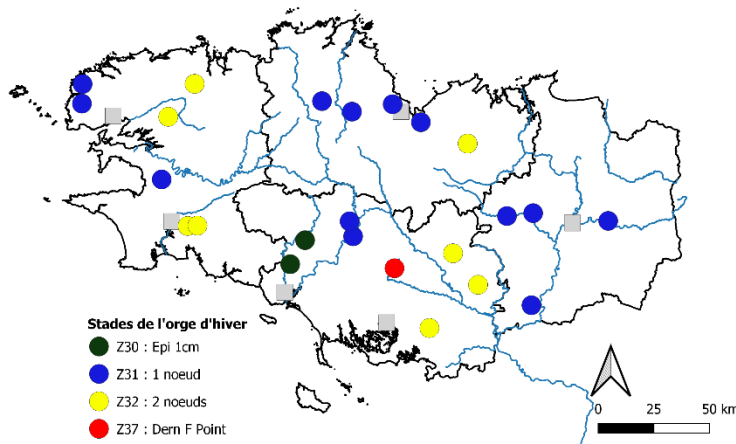 Stades de l'orge d'hiver
Z30 : Epi 1cm
Z31 : 1 noeud
Z32 : 2 noeuds
Z37 : Dern F Point
0 25 50 km